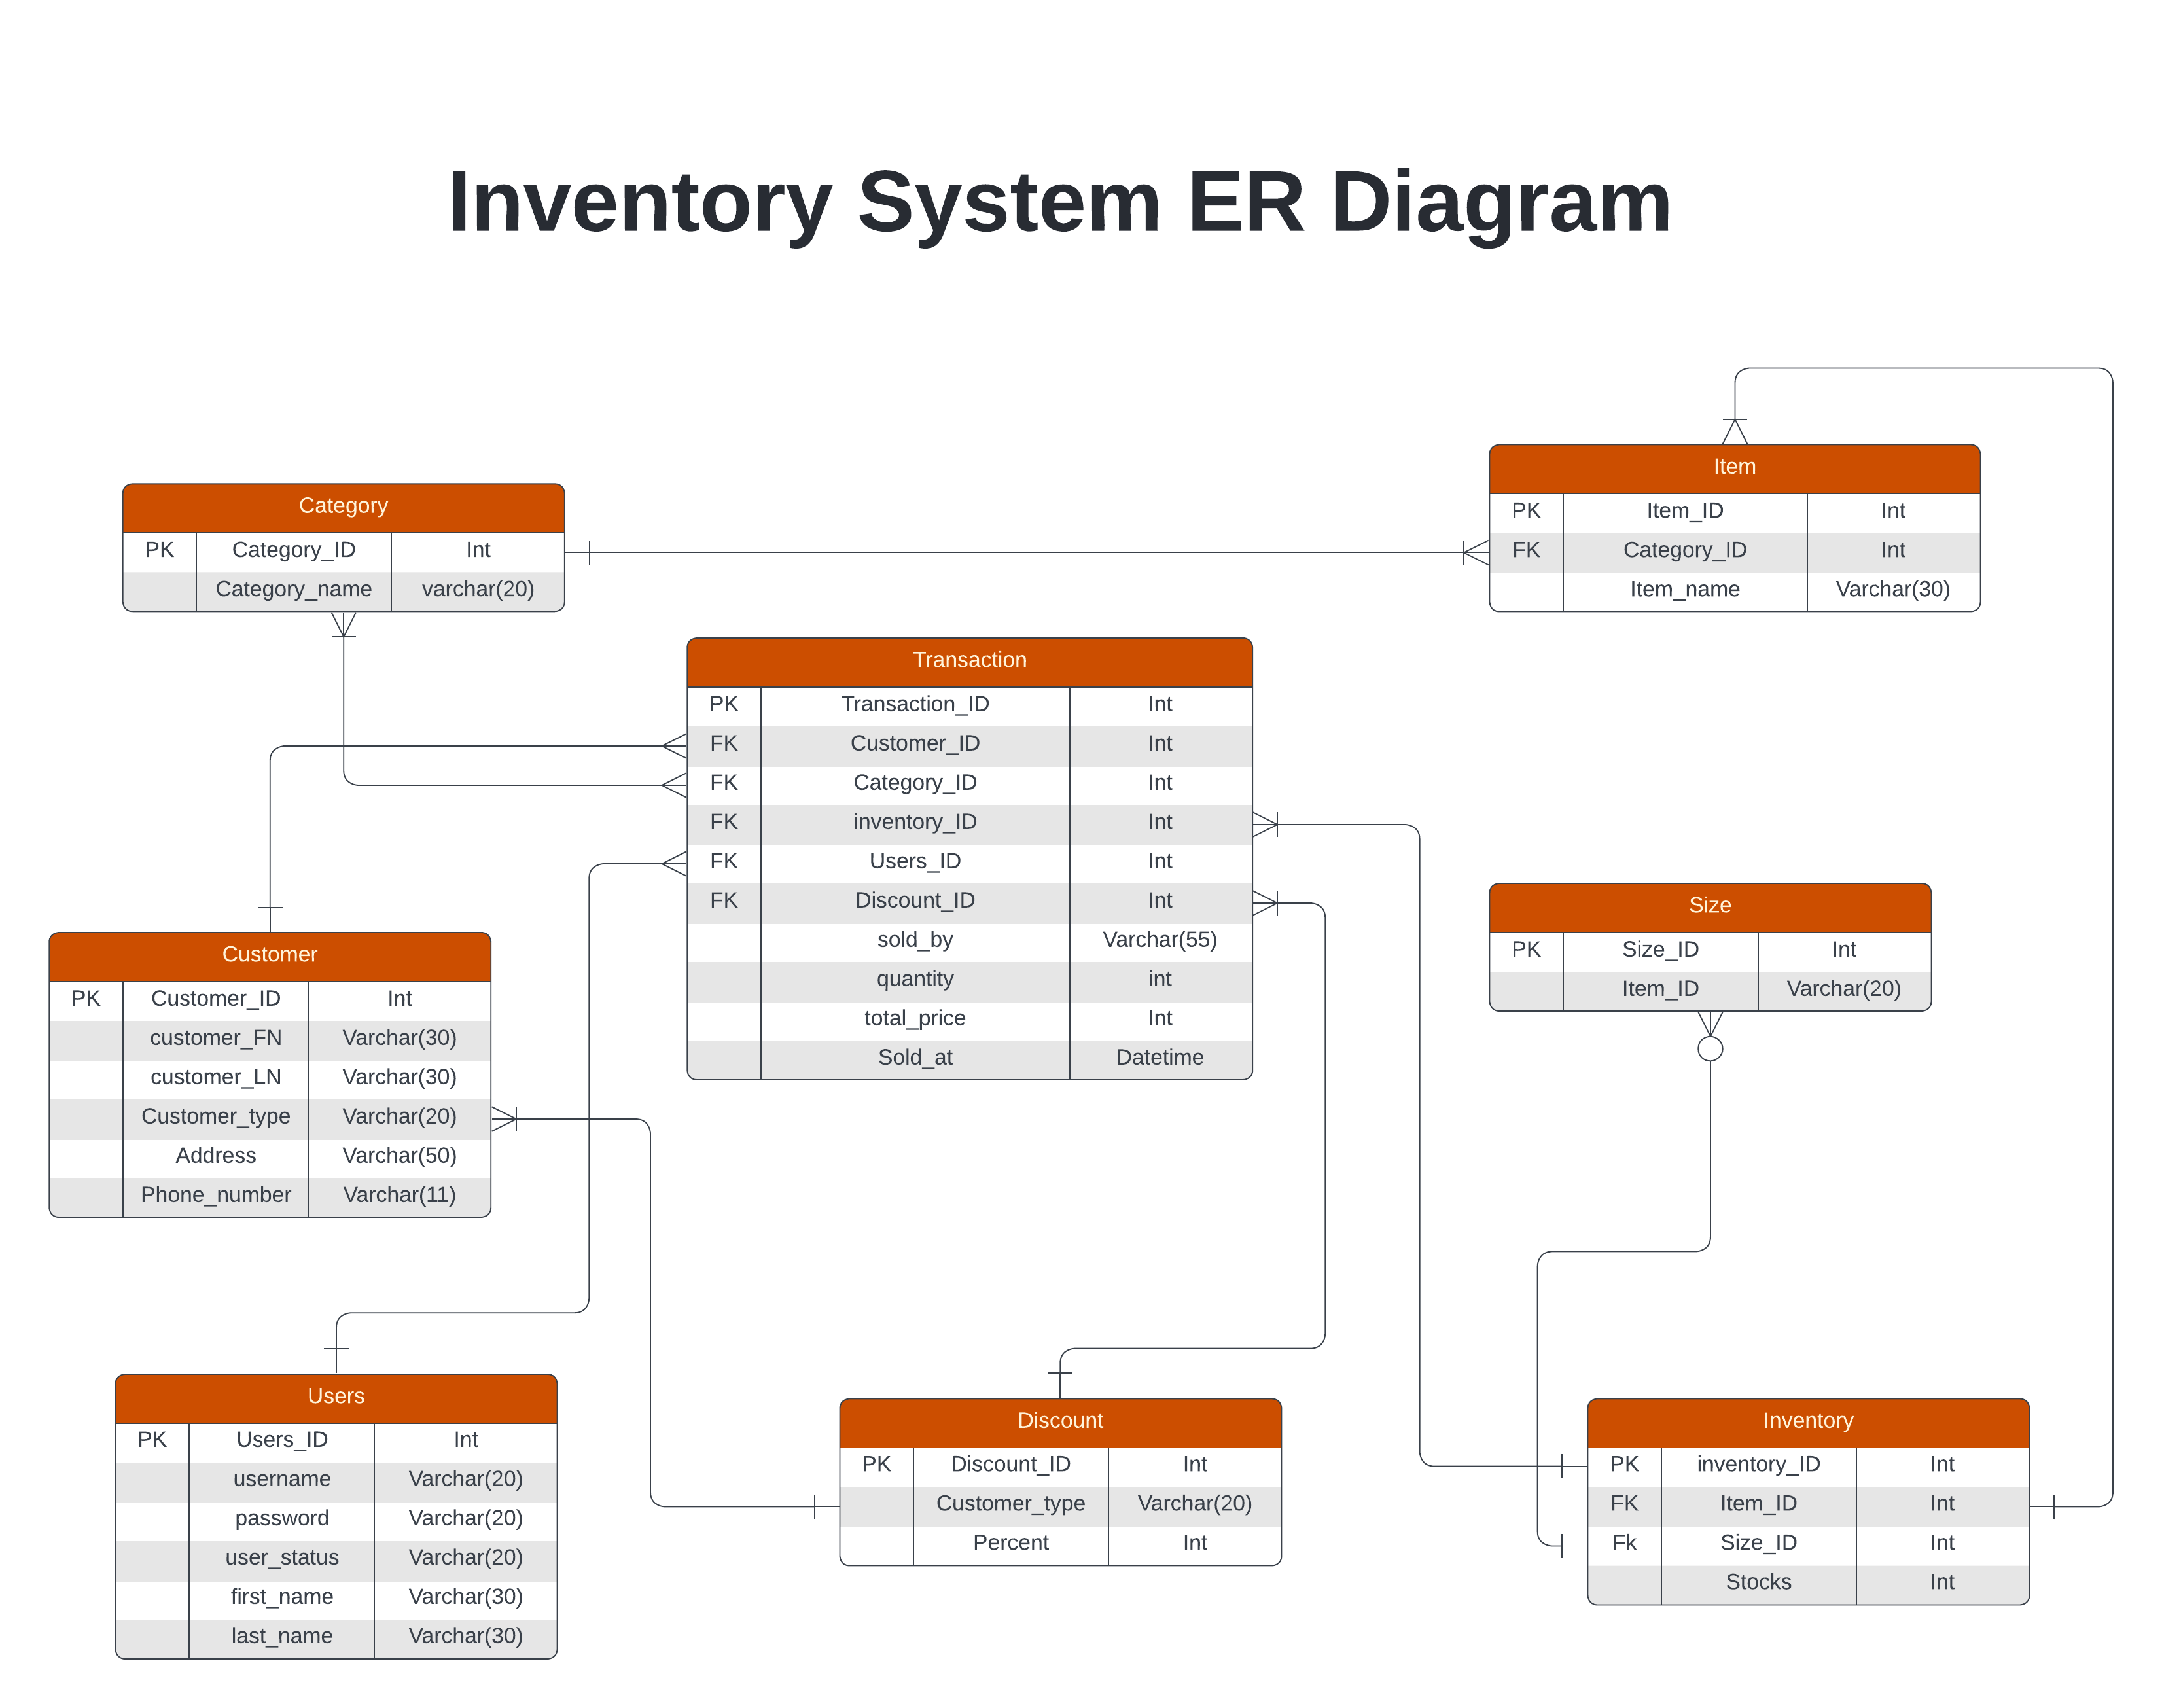 Inventory System ER Diagram
Category
PK Category_ID Int
Category_name varchar(20)
Item
PK Item_ID Int
FK Category_ID Int
Item_name Varchar(30)
Transaction
PK Transaction_ID Int
FK Customer_ID Int
FK Category_ID Int
FK inventory_ID Int
FK Users_ID Int
FK Discount_ID Int
sold_by Varchar(55)
quantity int
total_price Int
Sold_at Datetime
Size
PK Size_ID Int
Item_ID Varchar(20)
Customer
PK Customer_ID Int
customer_FN Varchar(30)
customer_LN Varchar(30)
Customer_type Varchar(20)
Address Varchar(50)
Phone_number Varchar(11)
Users
PK Users_ID Int
username Varchar(20)
password Varchar(20)
user_status Varchar(20)
first_name Varchar(30)
last_name Varchar(30)
Discount
PK Discount_ID Int
Customer_type Varchar(20)
Percent Int
Inventory
PK inventory_ID Int
FK Item_ID Int
Fk Size_ID Int
Stocks Int